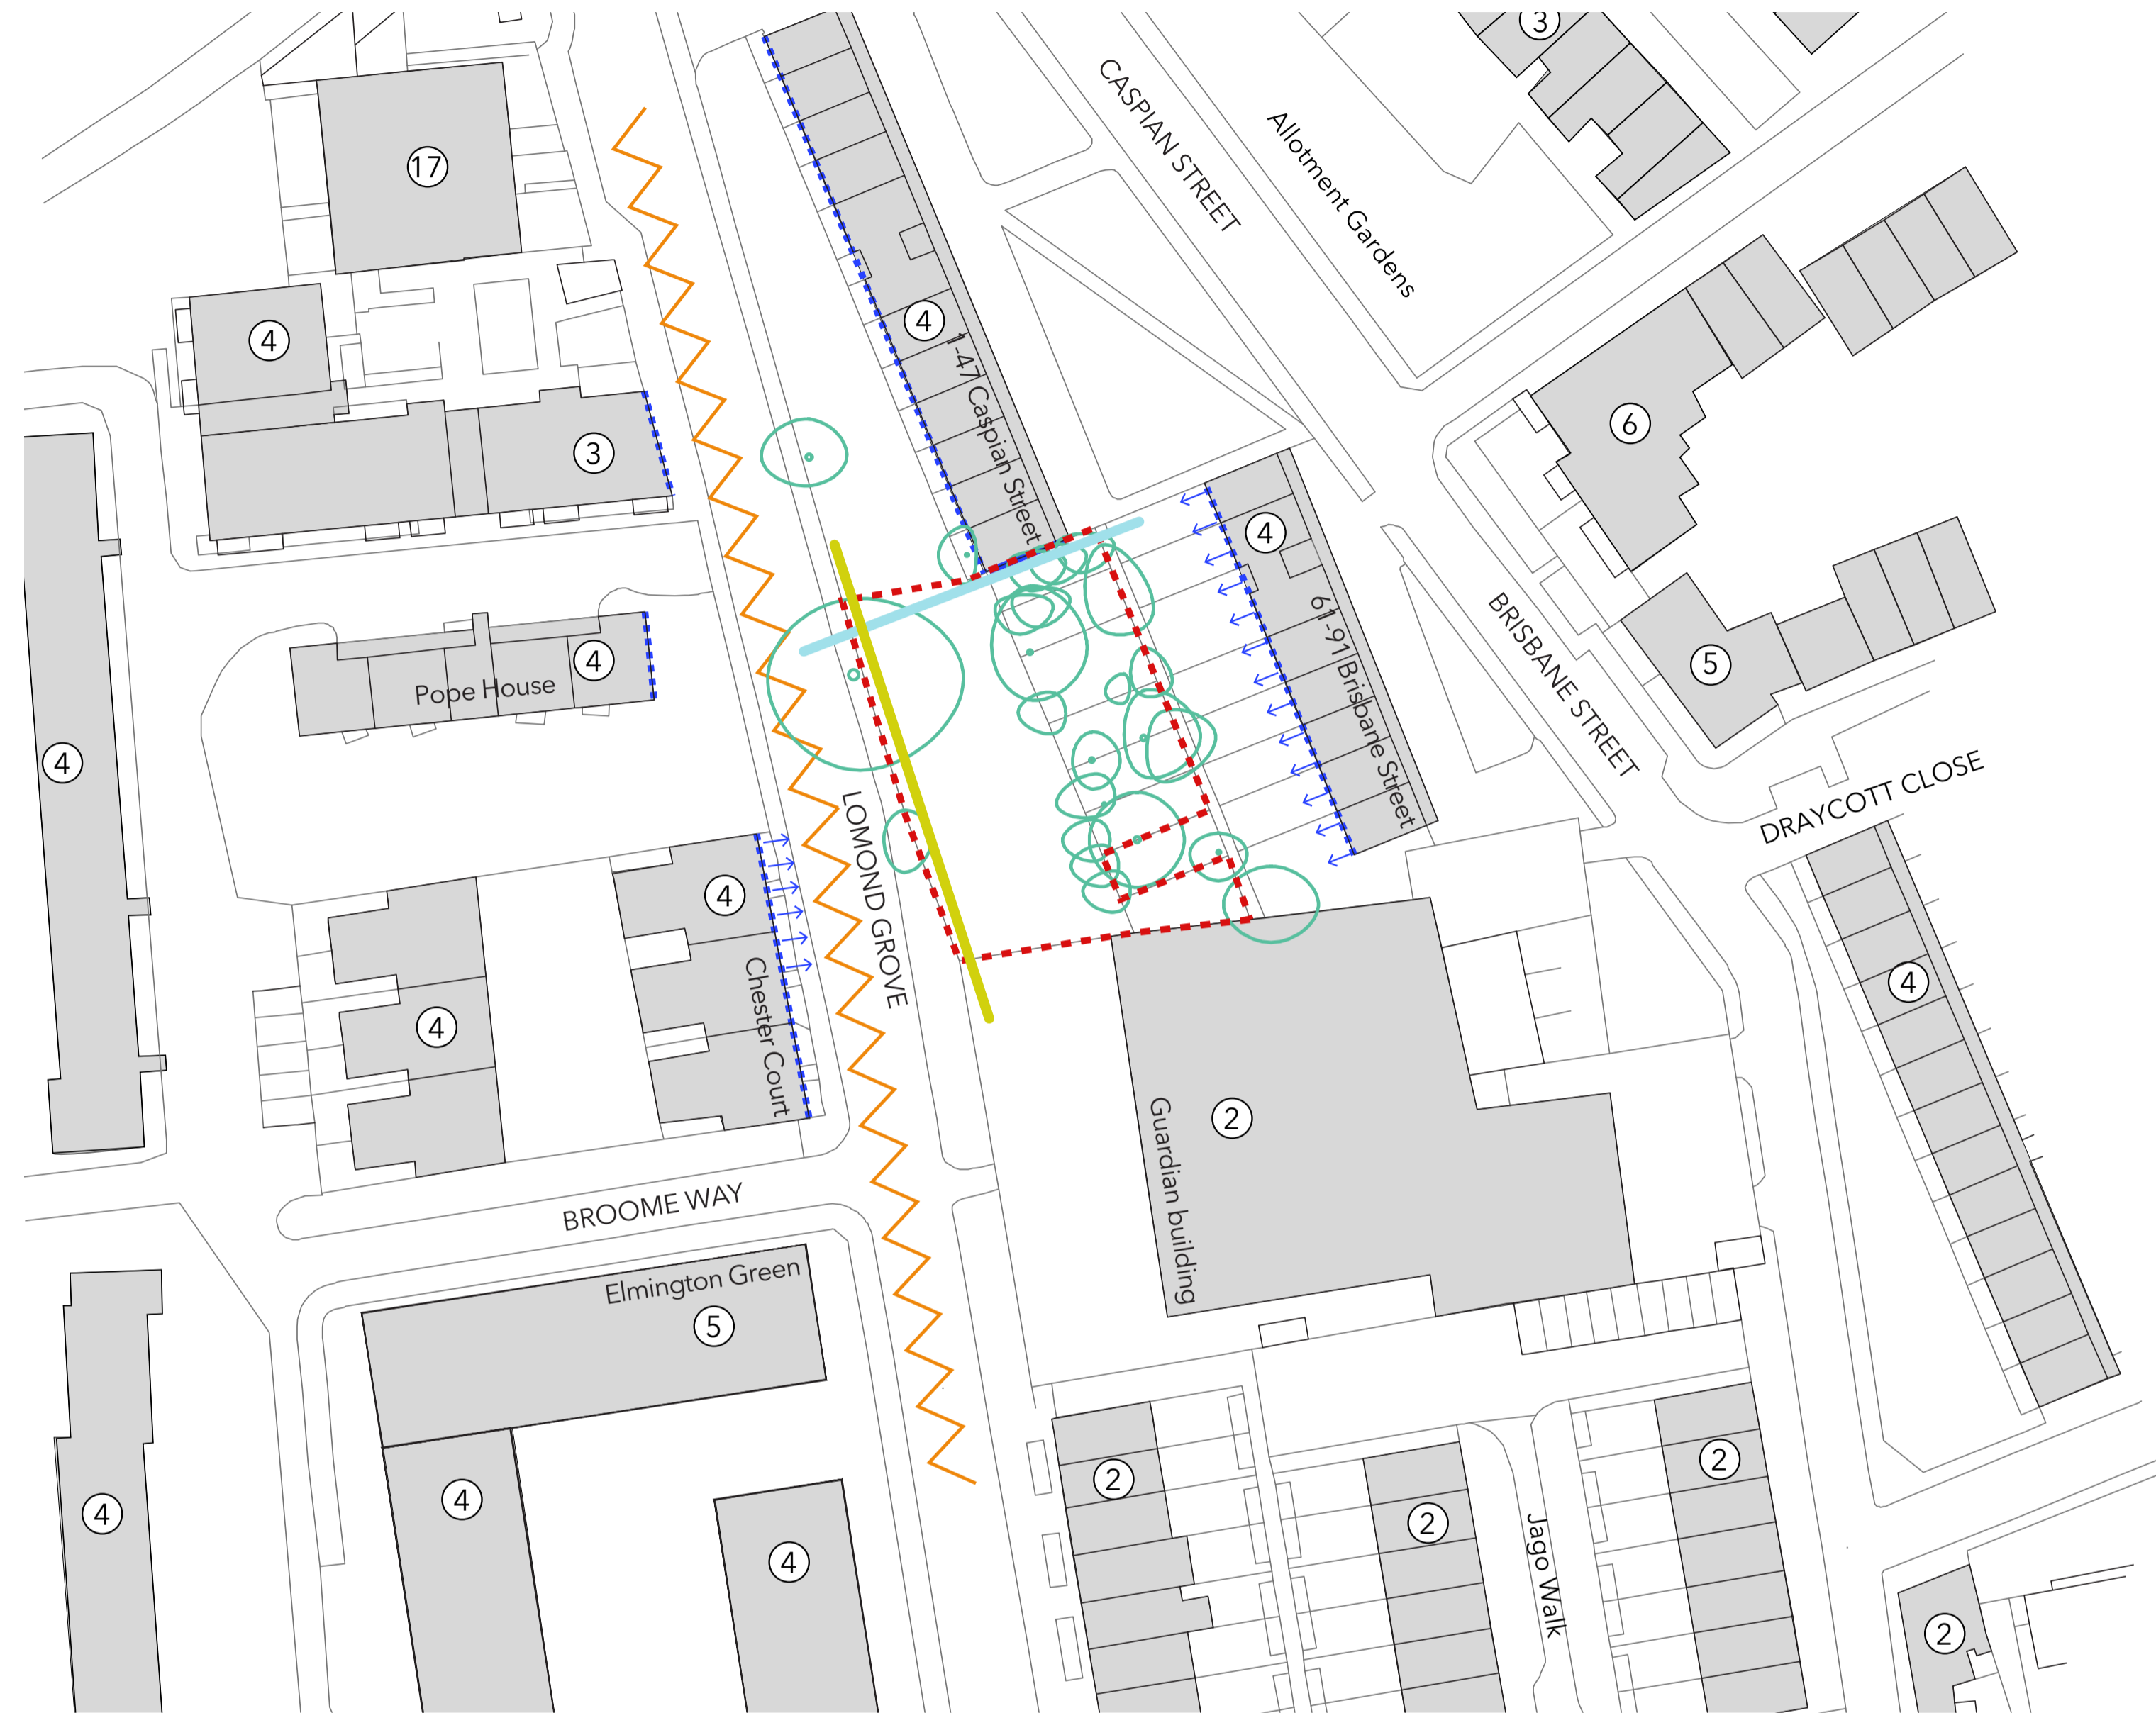 3
CASPIAN STREET
Allotment Gardens
17
4
1-47 Caspian Street
4
3
6
4
61-91 Brisbane Street
BRISBANE STREET
5
4
Pope House
4
DRAYCOTT CLOSE
LOMOND GROVE
4
Chester Court
4
4
2
Guardian building
BROOME WAY
Elmington Green
5
2
2
2
4
4
4
Jago Walk
2